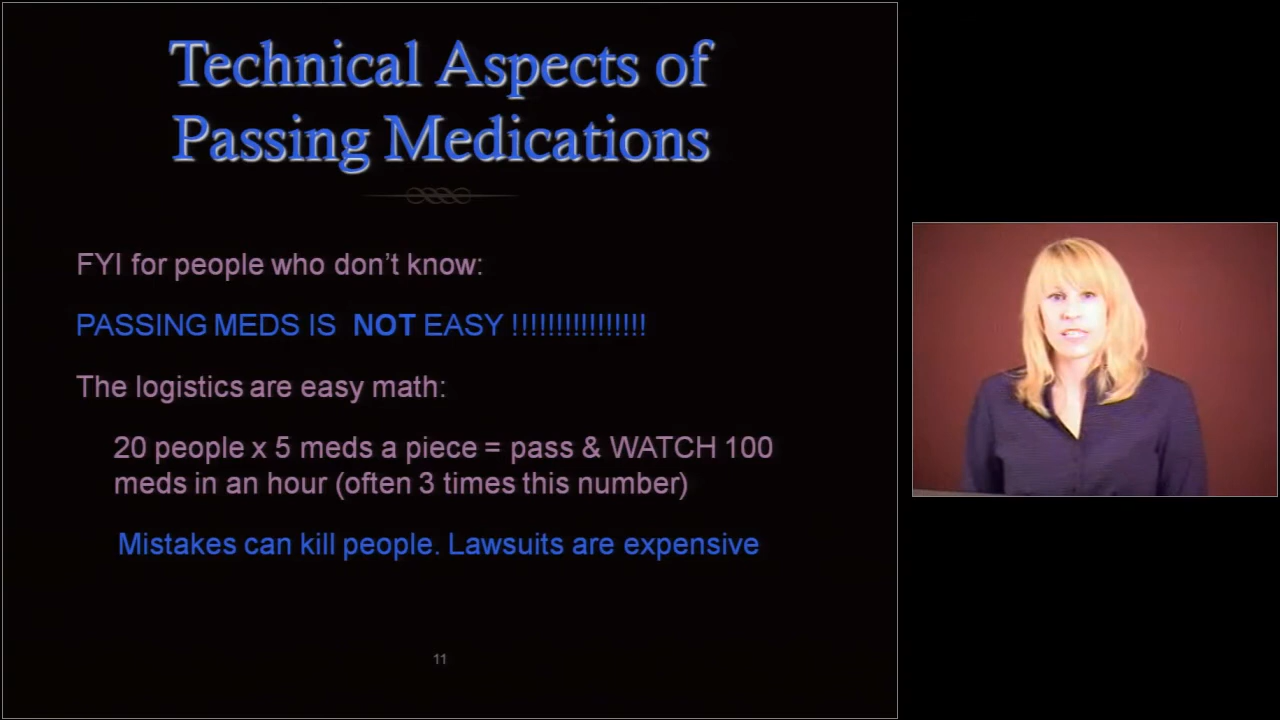 Technical Aspects of
Passing Medications
FYI for people who don’t know:
PASSING MEDS IS NOT EASY !!!!!!!!!!!!!!!!
The logistics are easy math:
20 people x 5 meds a piece = pass & WATCH 100
meds in an hour (often 3 times this number)
Mistakes can kill people. Lawsuits are expensive
11